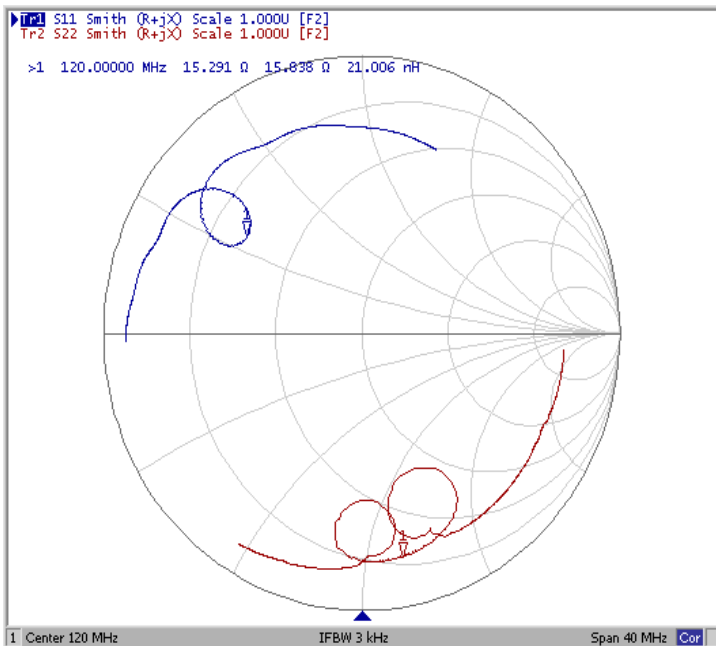 Tr1 S11 Smith (R+jX) Scale 1.000U [F2]
Tr2 S22 Smith (R+jX) Scale 1.000U [F2]
>1 120.00000 MHz 15.291 Ω 15.838 Ω 21.006 nH
1 Center 120 MHz IFBW 3 kHz Span 40 MHz Cor